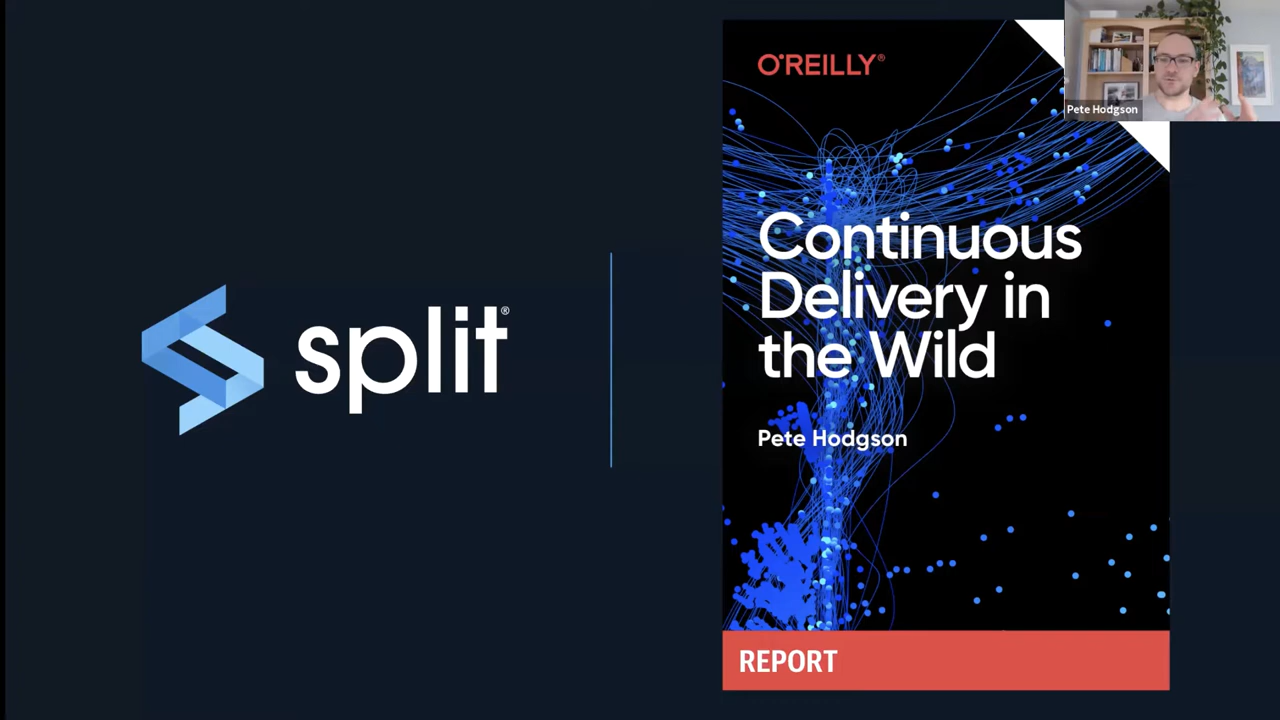 split®
O'REILLY®
Continuous
Delivery in
the Wild
Pete Hodgson
REPORT
Pete Hodgson